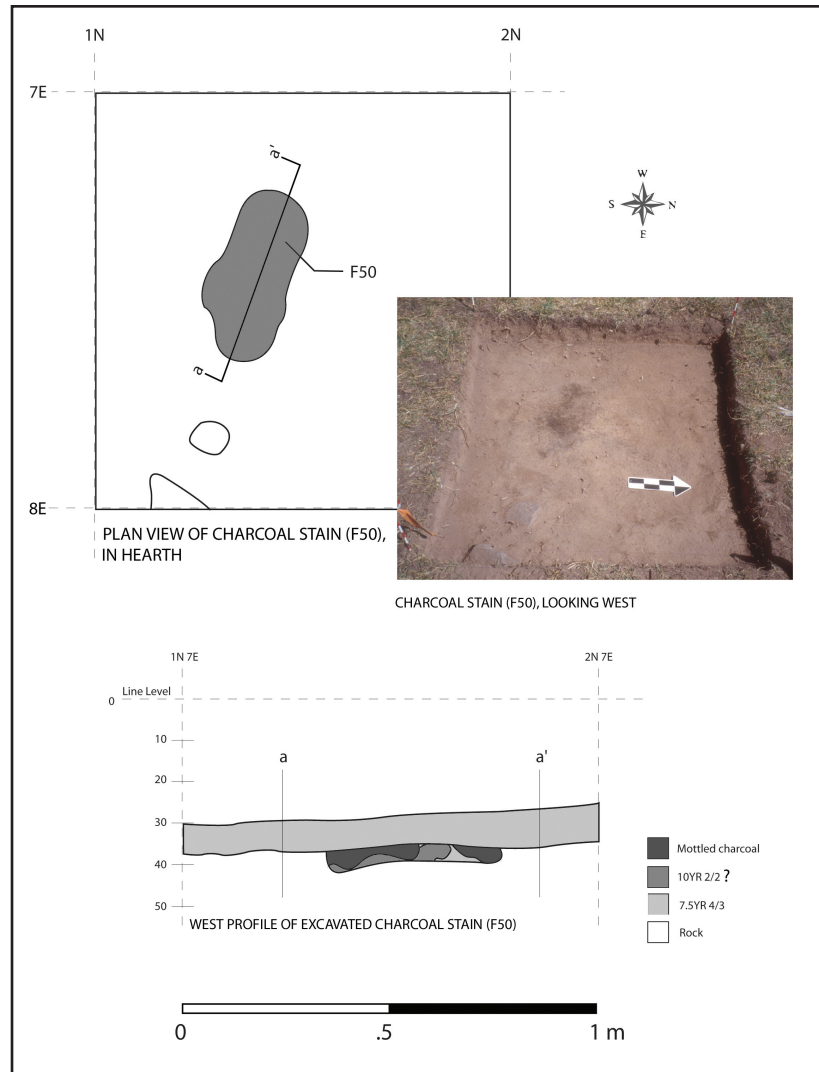 1N 2N
7E
a'
W
S N
E
F50
a
8E
PLAN VIEW OF CHARCOAL STAIN (F50),
IN HEARTH
CHARCOAL STAIN (F50), LOOKING WEST
1N 7E 2N 7E
0 Line Level
10
a a'
20
30
40
50
Mottled charcoal
10YR 2/2 ?
7.5YR 4/3
Rock
WEST PROFILE OF EXCAVATED CHARCOAL STAIN (F50)
0 .5 1 m